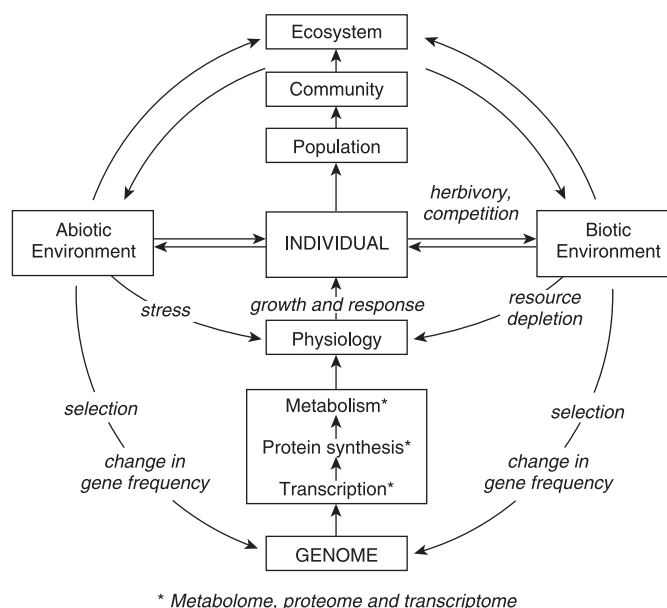 Ecosystem
Community
Population
herbivory,
competition
Abiotic
Environment
INDIVIDUAL
Biotic
Environment
stress
growth and response
resource
depletion
Physiology
selection
Metabolism*
selection
Protein synthesis*
change in
gene frequency
change in
gene frequency
Transcription*
GENOME
* Metabolome, proteome and transcriptome